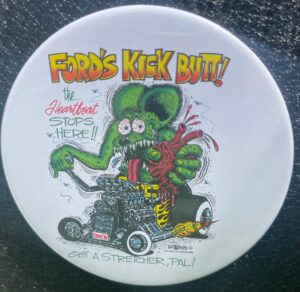 FORD'S KICK BUTT!
the
Heartbeat
STOPS
HERE!!
GET A STRETCHER, PAL!